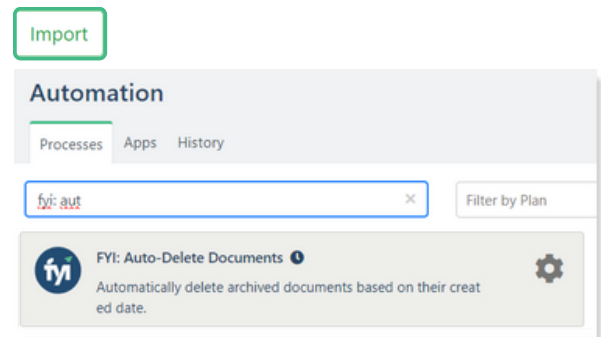 Import
Automation
Processes Apps History
fyi: aut × Filter by Plan
fyi FYI: Auto-Delete Documents
Automatically delete archived documents based on their creat
ed date.